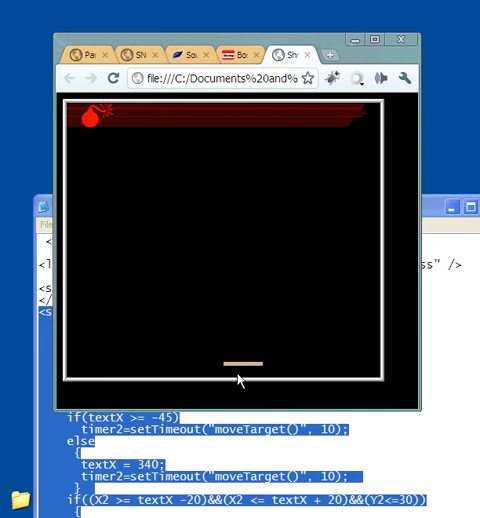 Pa
SN
Sou
Bo
Sh
file:///C:/Documents%20and%
File
<
<l
ss" />
<s
</
<s
if(textX >= -45)
timer2=setTimeout("moveTarget()", 10);
else
{
textX = 340;
timer2=setTimeout("moveTarget()", 10);
}
if((X2 >= textX -20)&&(X2 <= textX + 20)&&(Y2<=30))
{